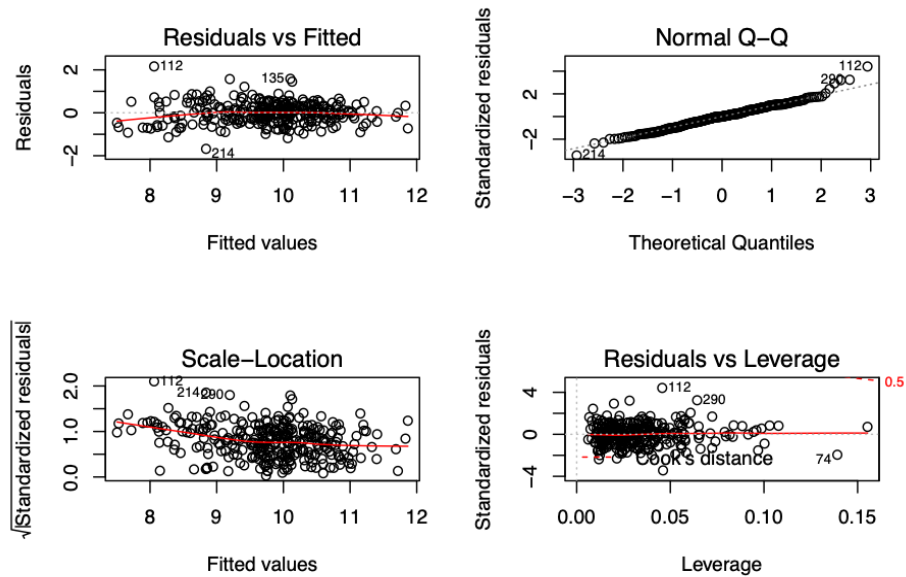 Residuals vs Fitted
Residuals
2
0
−2
112
135
214
8 9 10 11 12
Fitted values
Normal Q−Q
Standardized residuals
2
−2
112
290
214
−3 −2 −1 0 1 2 3
Theoretical Quantiles
Scale−Location
√|Standardized residuals|
2.0
1.0
0.0
112
214
290
8 9 10 11 12
Fitted values
Residuals vs Leverage
Standardized residuals
4
0
−4
112
290
0.5
Cook's distance
74
0.00 0.05 0.10 0.15
Leverage